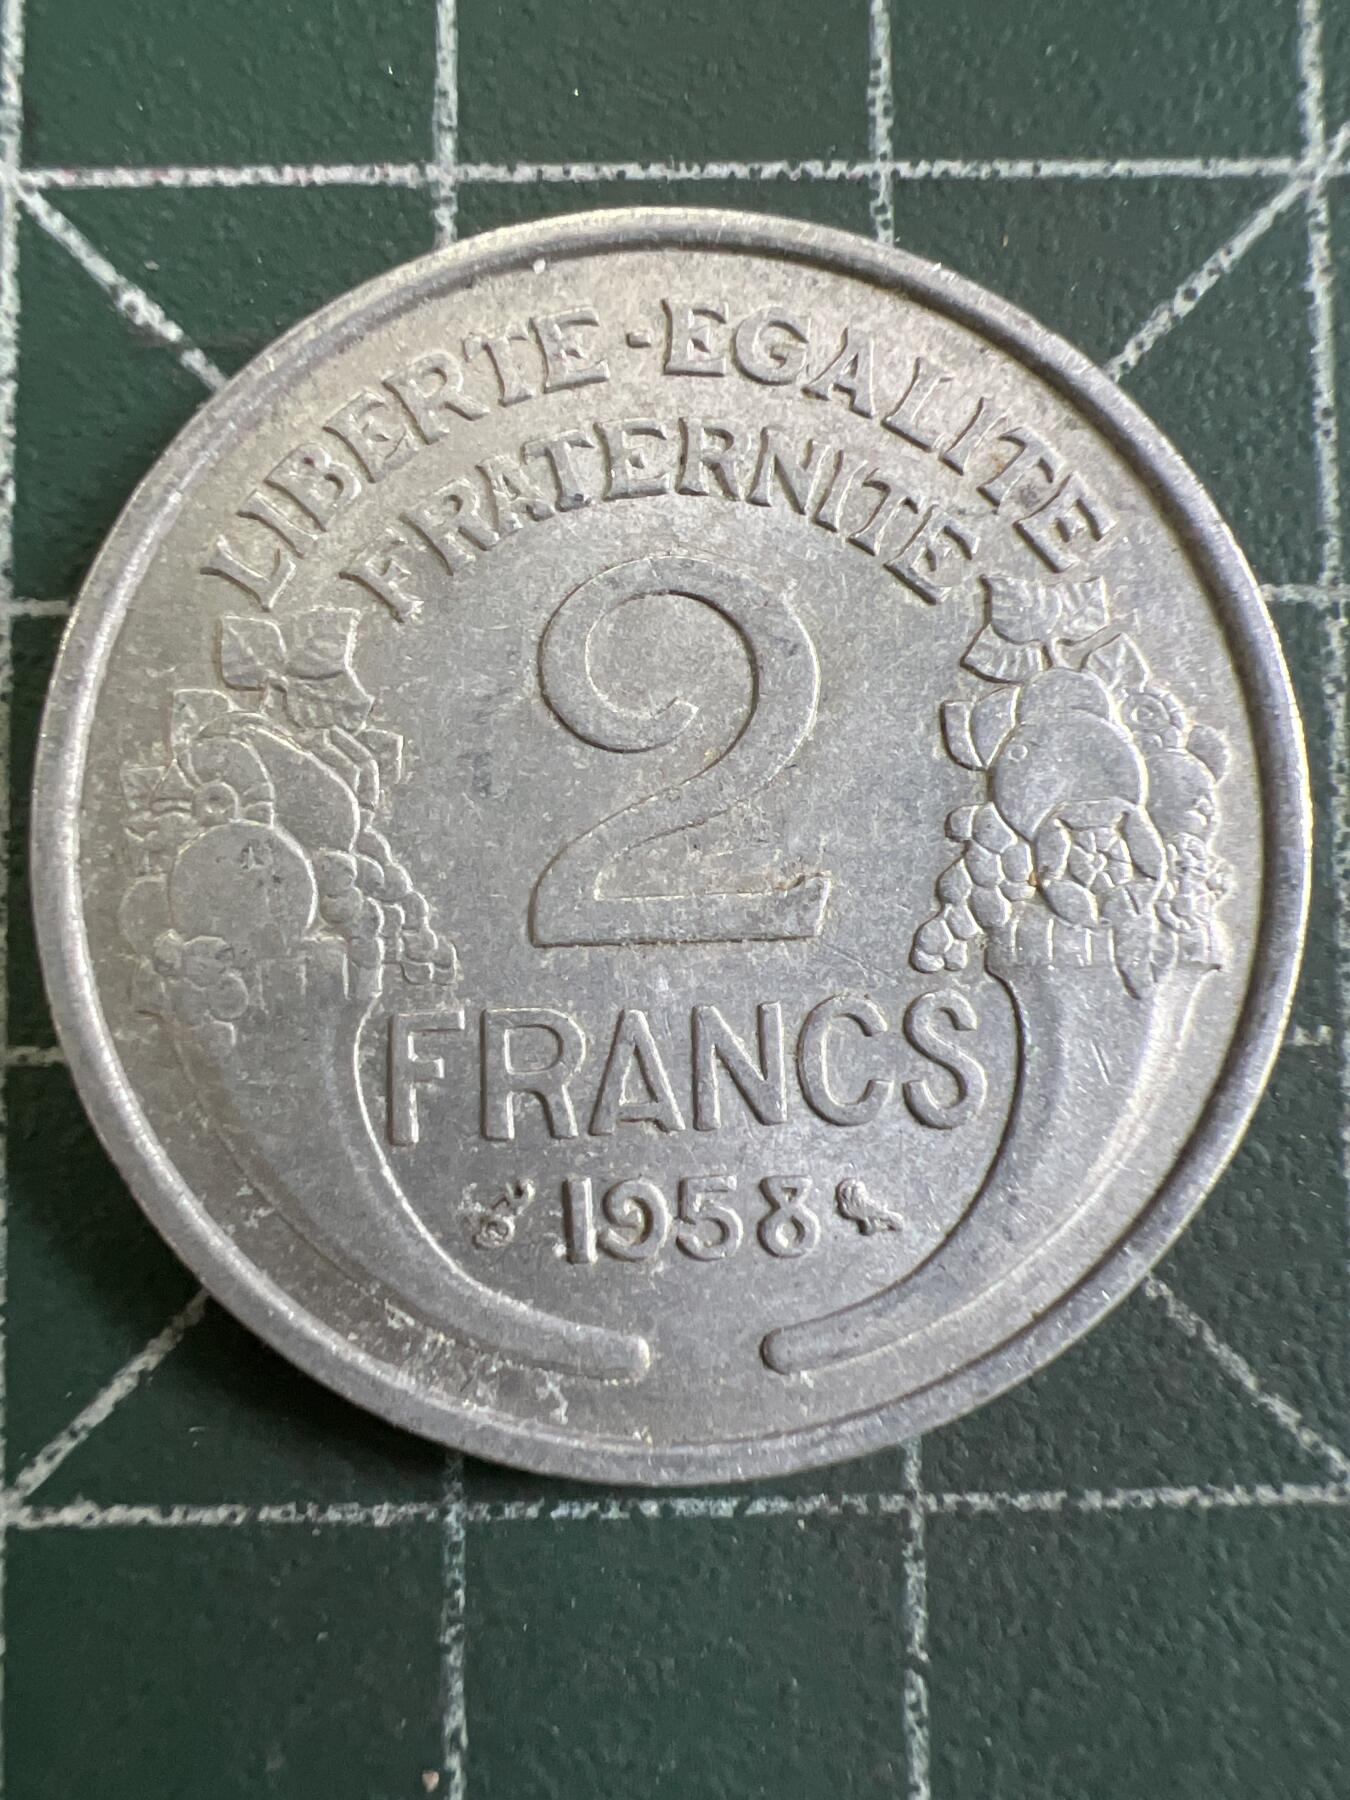 LIBERTE·EGALITE
FRATERNITE
2
FRANCS
1958